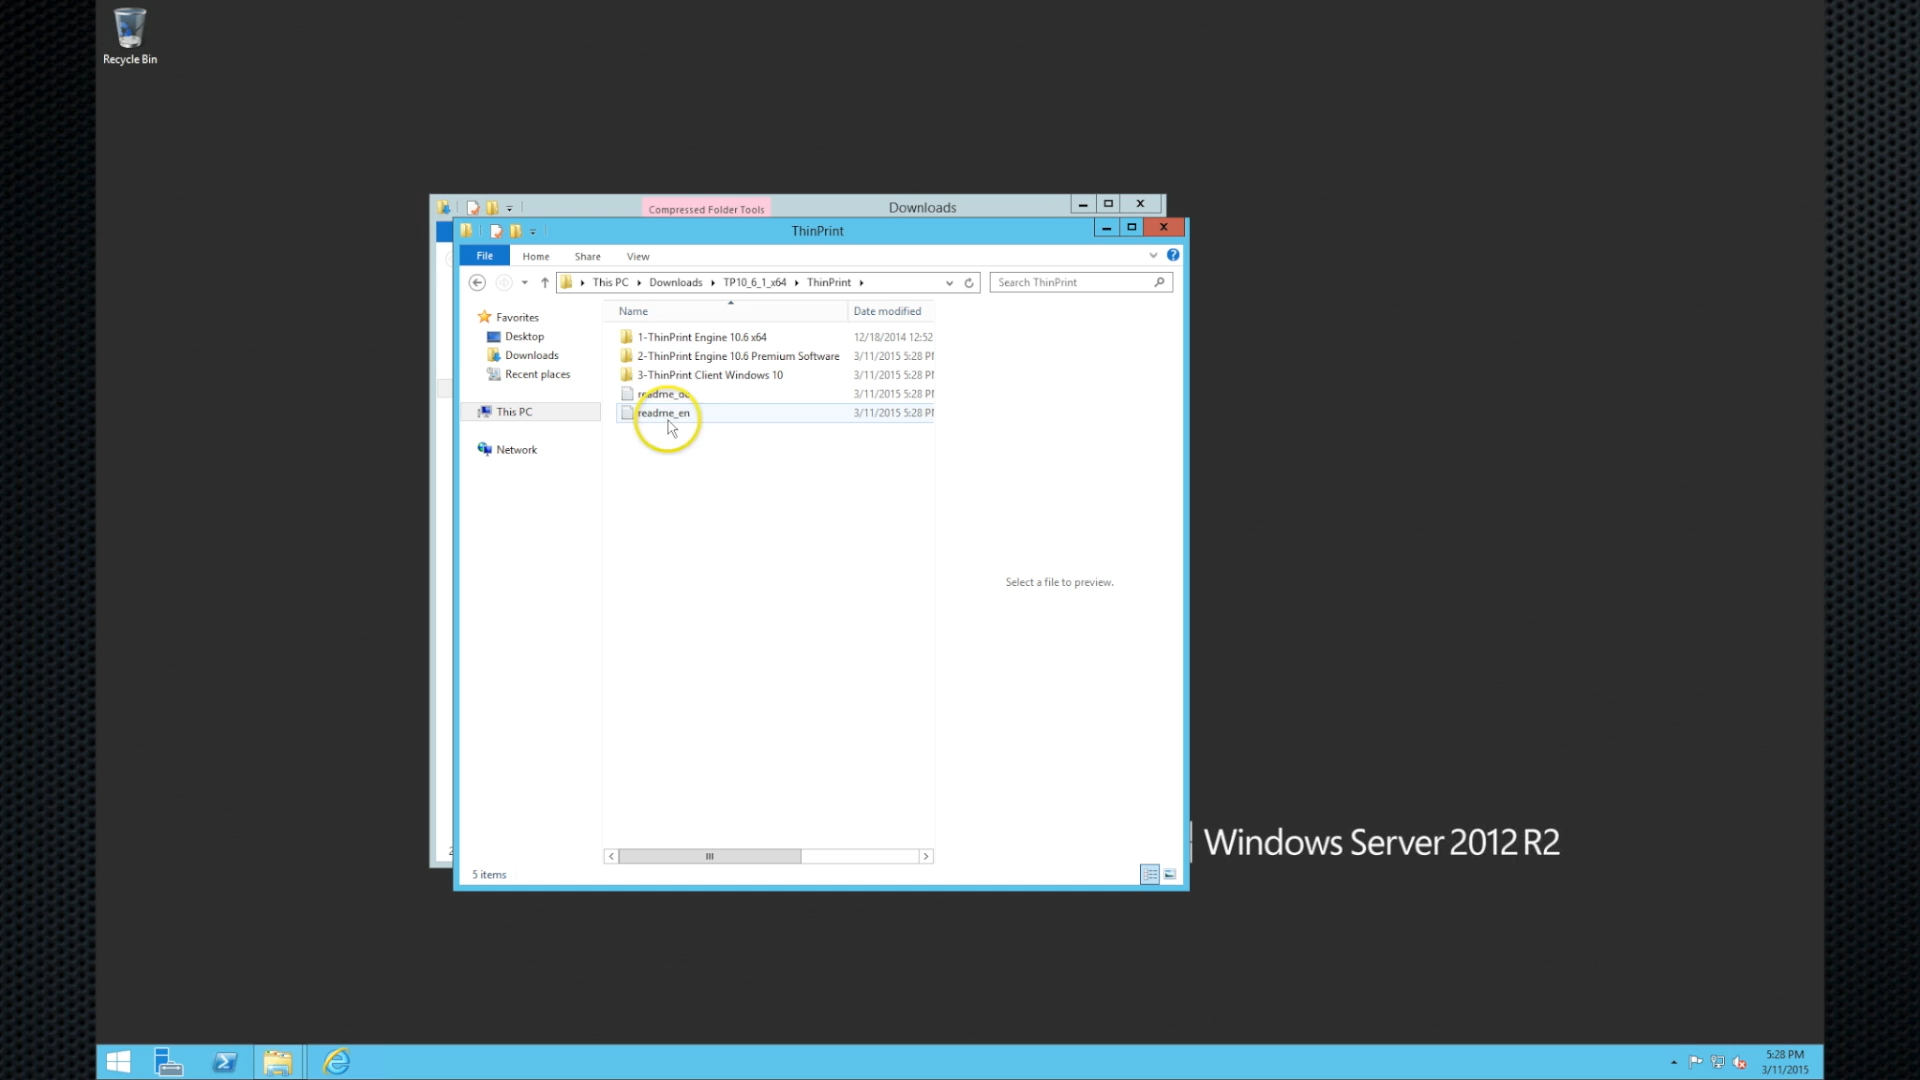 Recycle Bin
Compressed Folder Tools
Downloads
ThinPrint
File
Home
Share
View
This PC
Downloads
TP10_6_1_x64
ThinPrint
Search ThinPrint
Name
Date modified
Favorites
Desktop
Downloads
Recent places
This PC
Network
1-ThinPrint Engine 10.6 x64
12/18/2014 12:52
2-ThinPrint Engine 10.6 Premium Software
3/11/2015 5:28 PM
3-ThinPrint Client Windows 10
3/11/2015 5:28 PM
readme_de
3/11/2015 5:28 PM
readme_en
3/11/2015 5:28 PM
Select a file to preview.
5 items
Windows Server 2012 R2
5:28 PM
3/11/2015